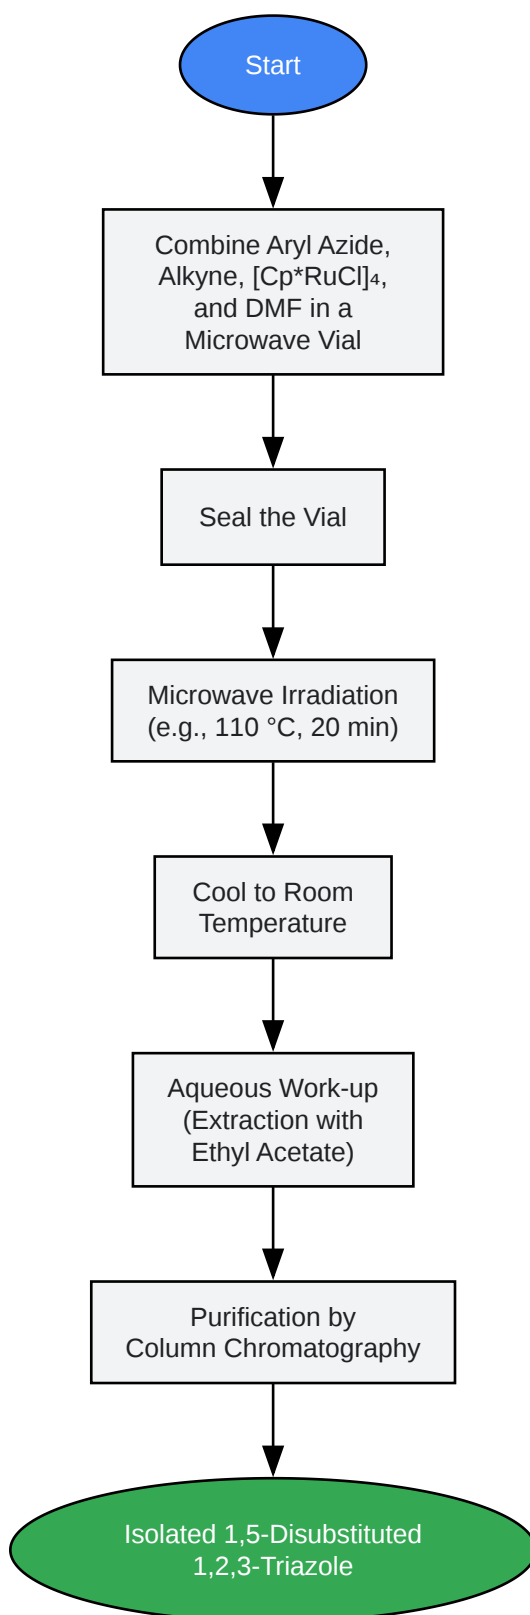 Start
Combine Aryl Azide,
Alkyne, [Cp*RuCl]₄,
and DMF in a
Microwave Vial
Seal the Vial
Microwave Irradiation
(e.g., 110 °C, 20 min)
Cool to Room
Temperature
Aqueous Work-up
(Extraction with
Ethyl Acetate)
Purification by
Column Chromatography
Isolated 1,5-Disubstituted
1,2,3-Triazole